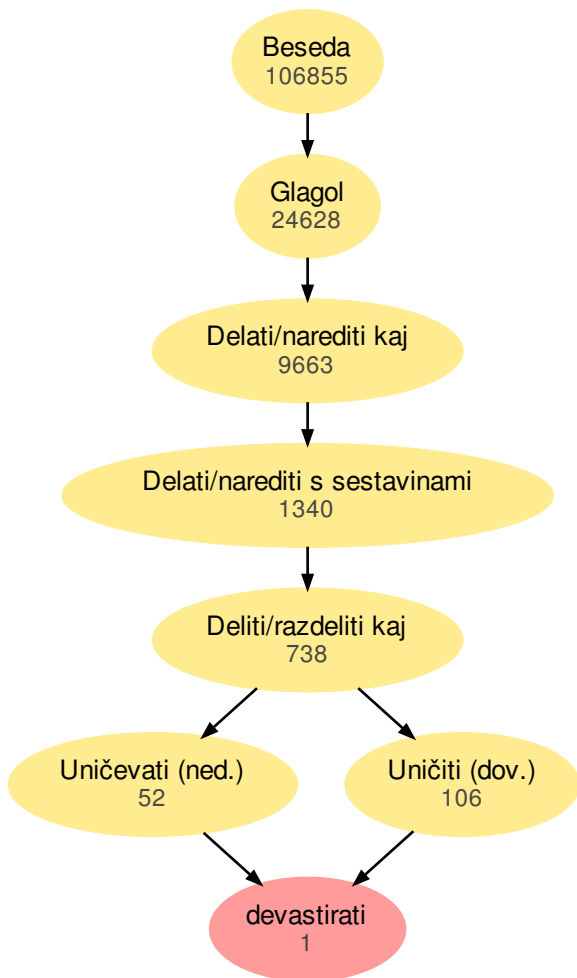 Beseda
106855
Glagol
24628
Delati/narediti kaj
9663
Delati/narediti s sestavinami
1340
Deliti/razdeliti kaj
738
Uničevati (ned.)
52
Uničiti (dov.)
106
devastirati
1